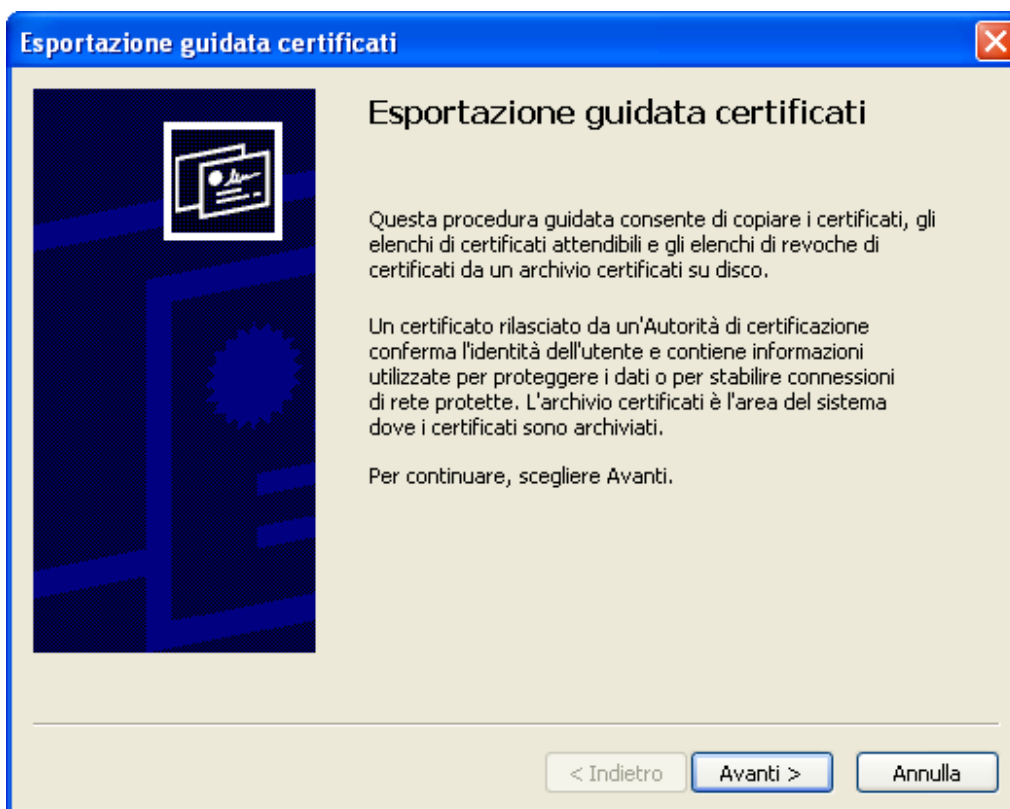 Esportazione guidata certificati
Esportazione guidata certificati
Questa procedura guidata consente di copiare i certificati, gli
elenchi di certificati attendibili e gli elenchi di revoche di
certificati da un archivio certificati su disco.
Un certificato rilasciato da un'Autorità di certificazione
conferma l'identità dell'utente e contiene informazioni
utilizzate per proteggere i dati o per stabilire connessioni
di rete protette. L'archivio certificati è l'area del sistema
dove i certificati sono archiviati.
Per continuare, scegliere Avanti.
< Indietro
Avanti >
Annulla